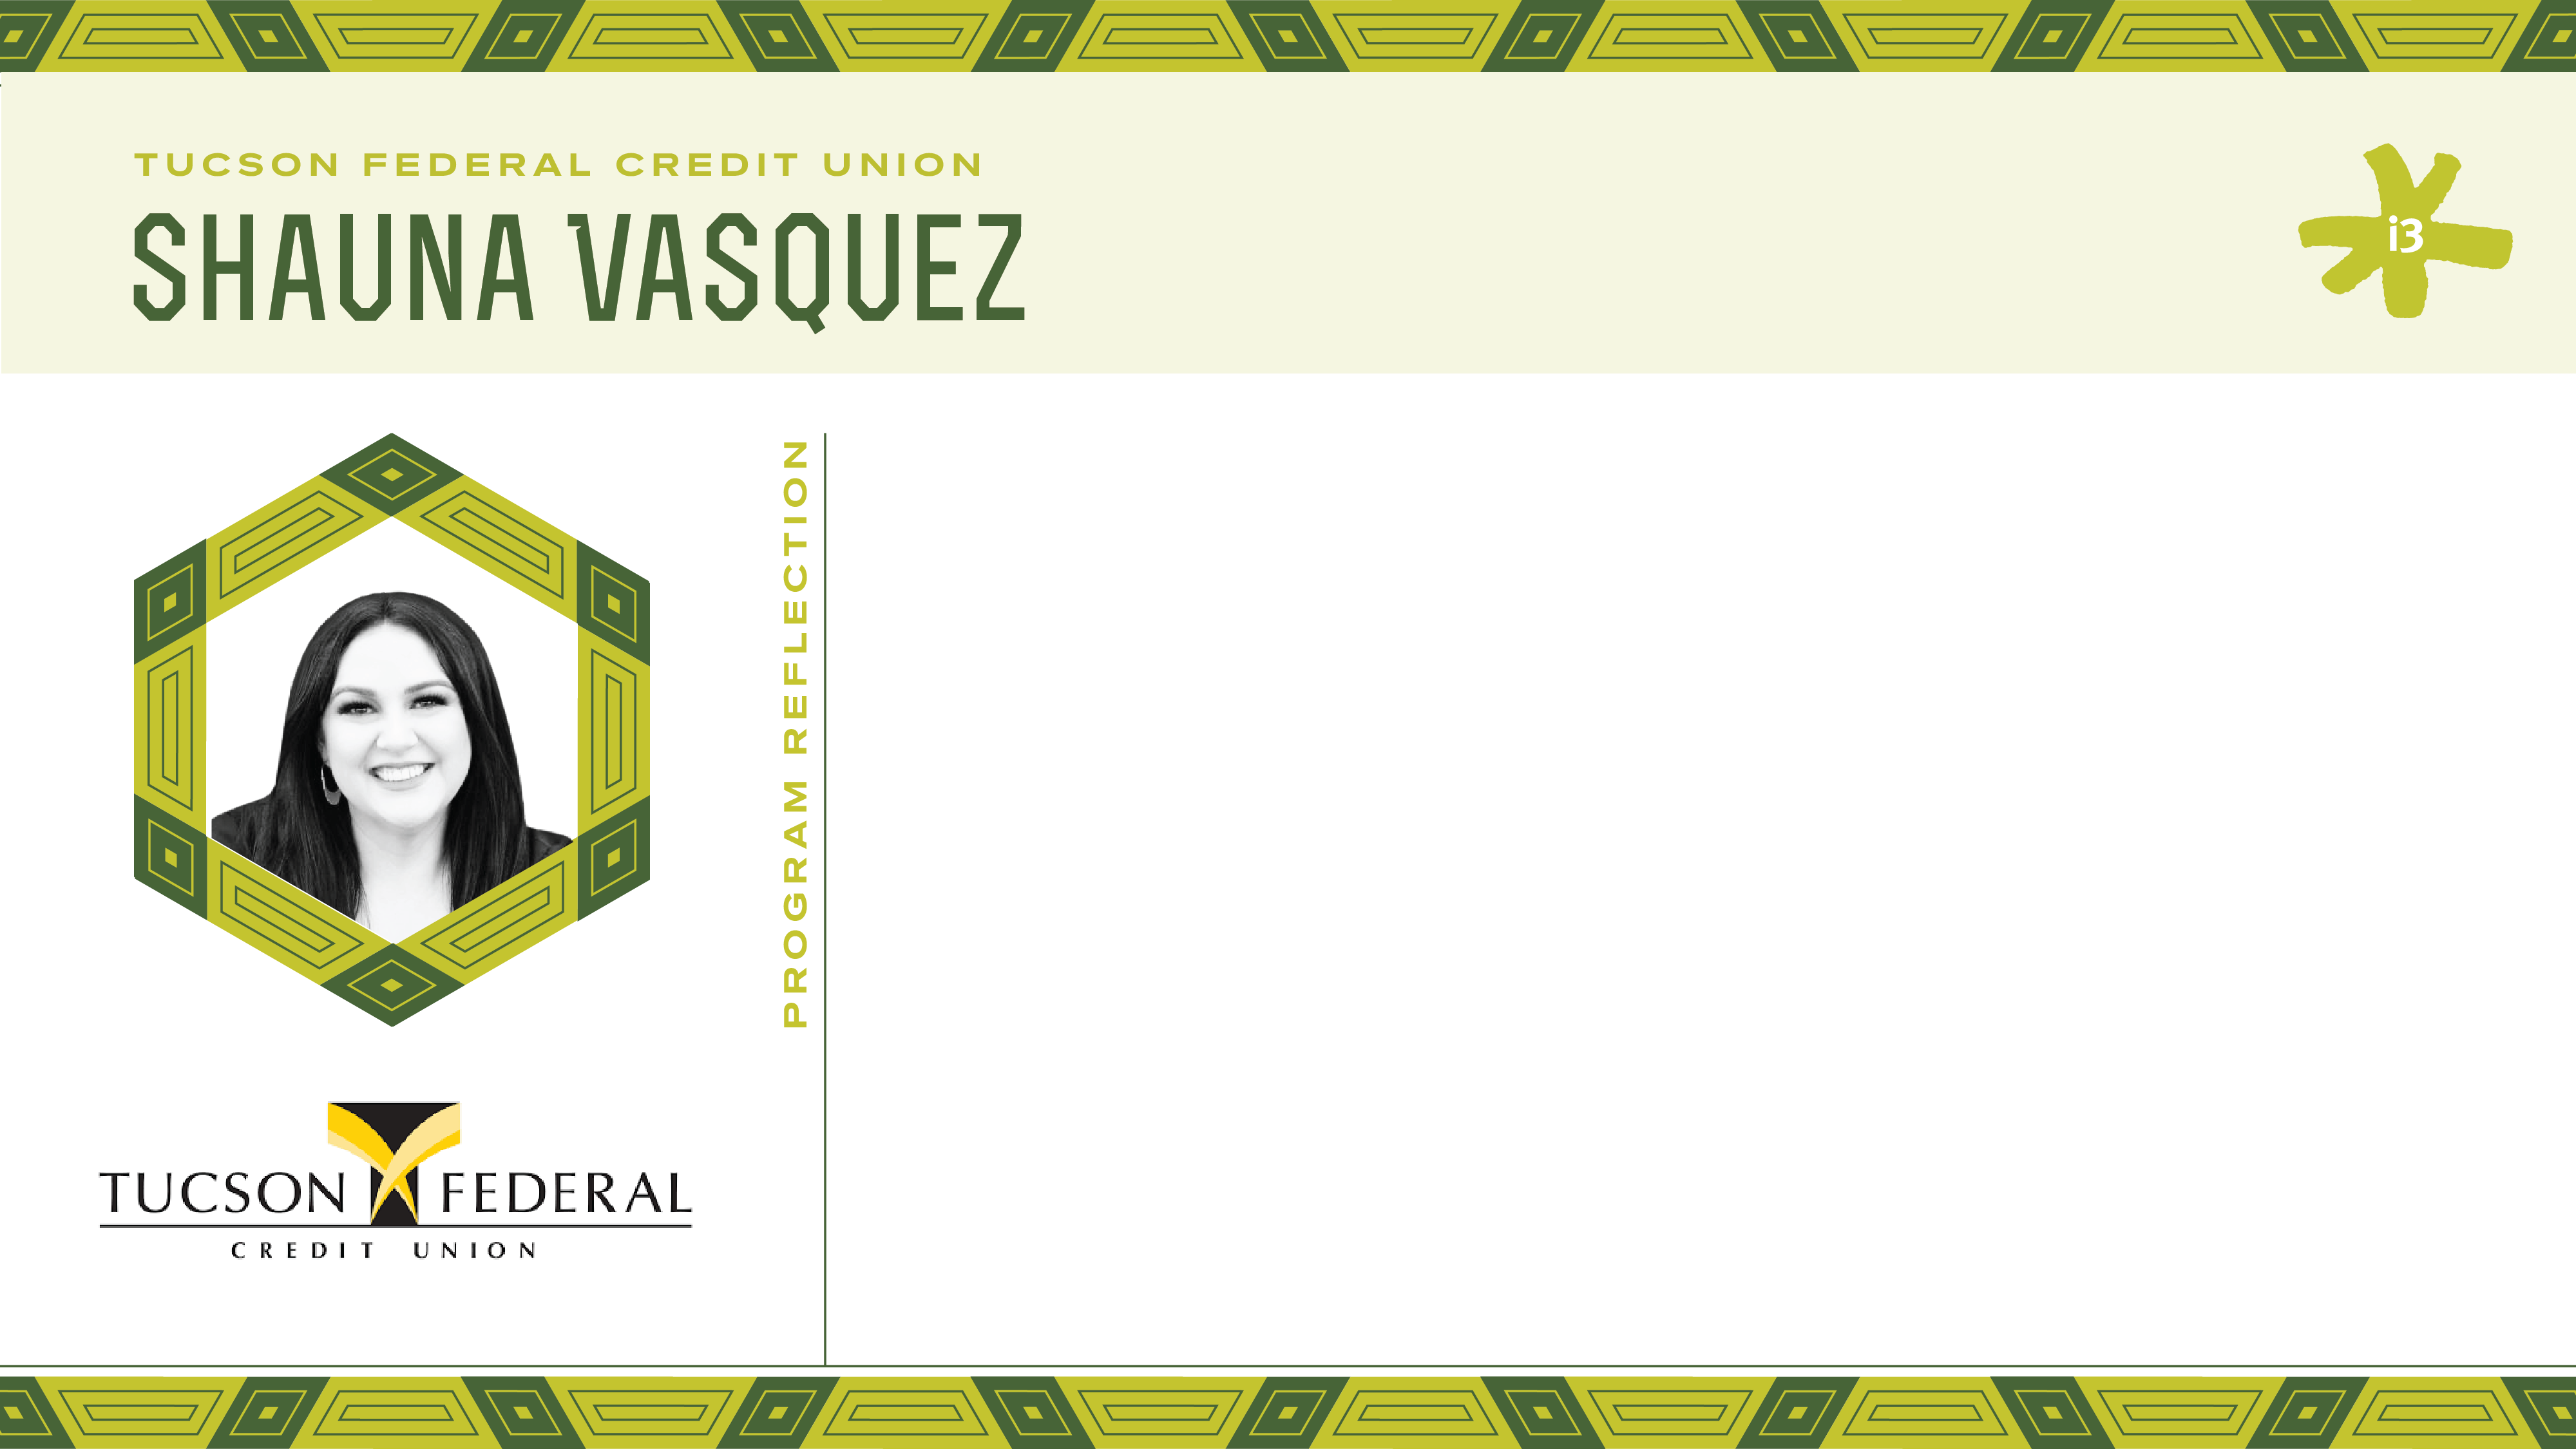 TUCSON FEDERAL CREDIT UNION
SHAUNA VASQUEZ
i3
PROGRAM REFLECTION
TUCSON FEDERAL
CREDIT UNION